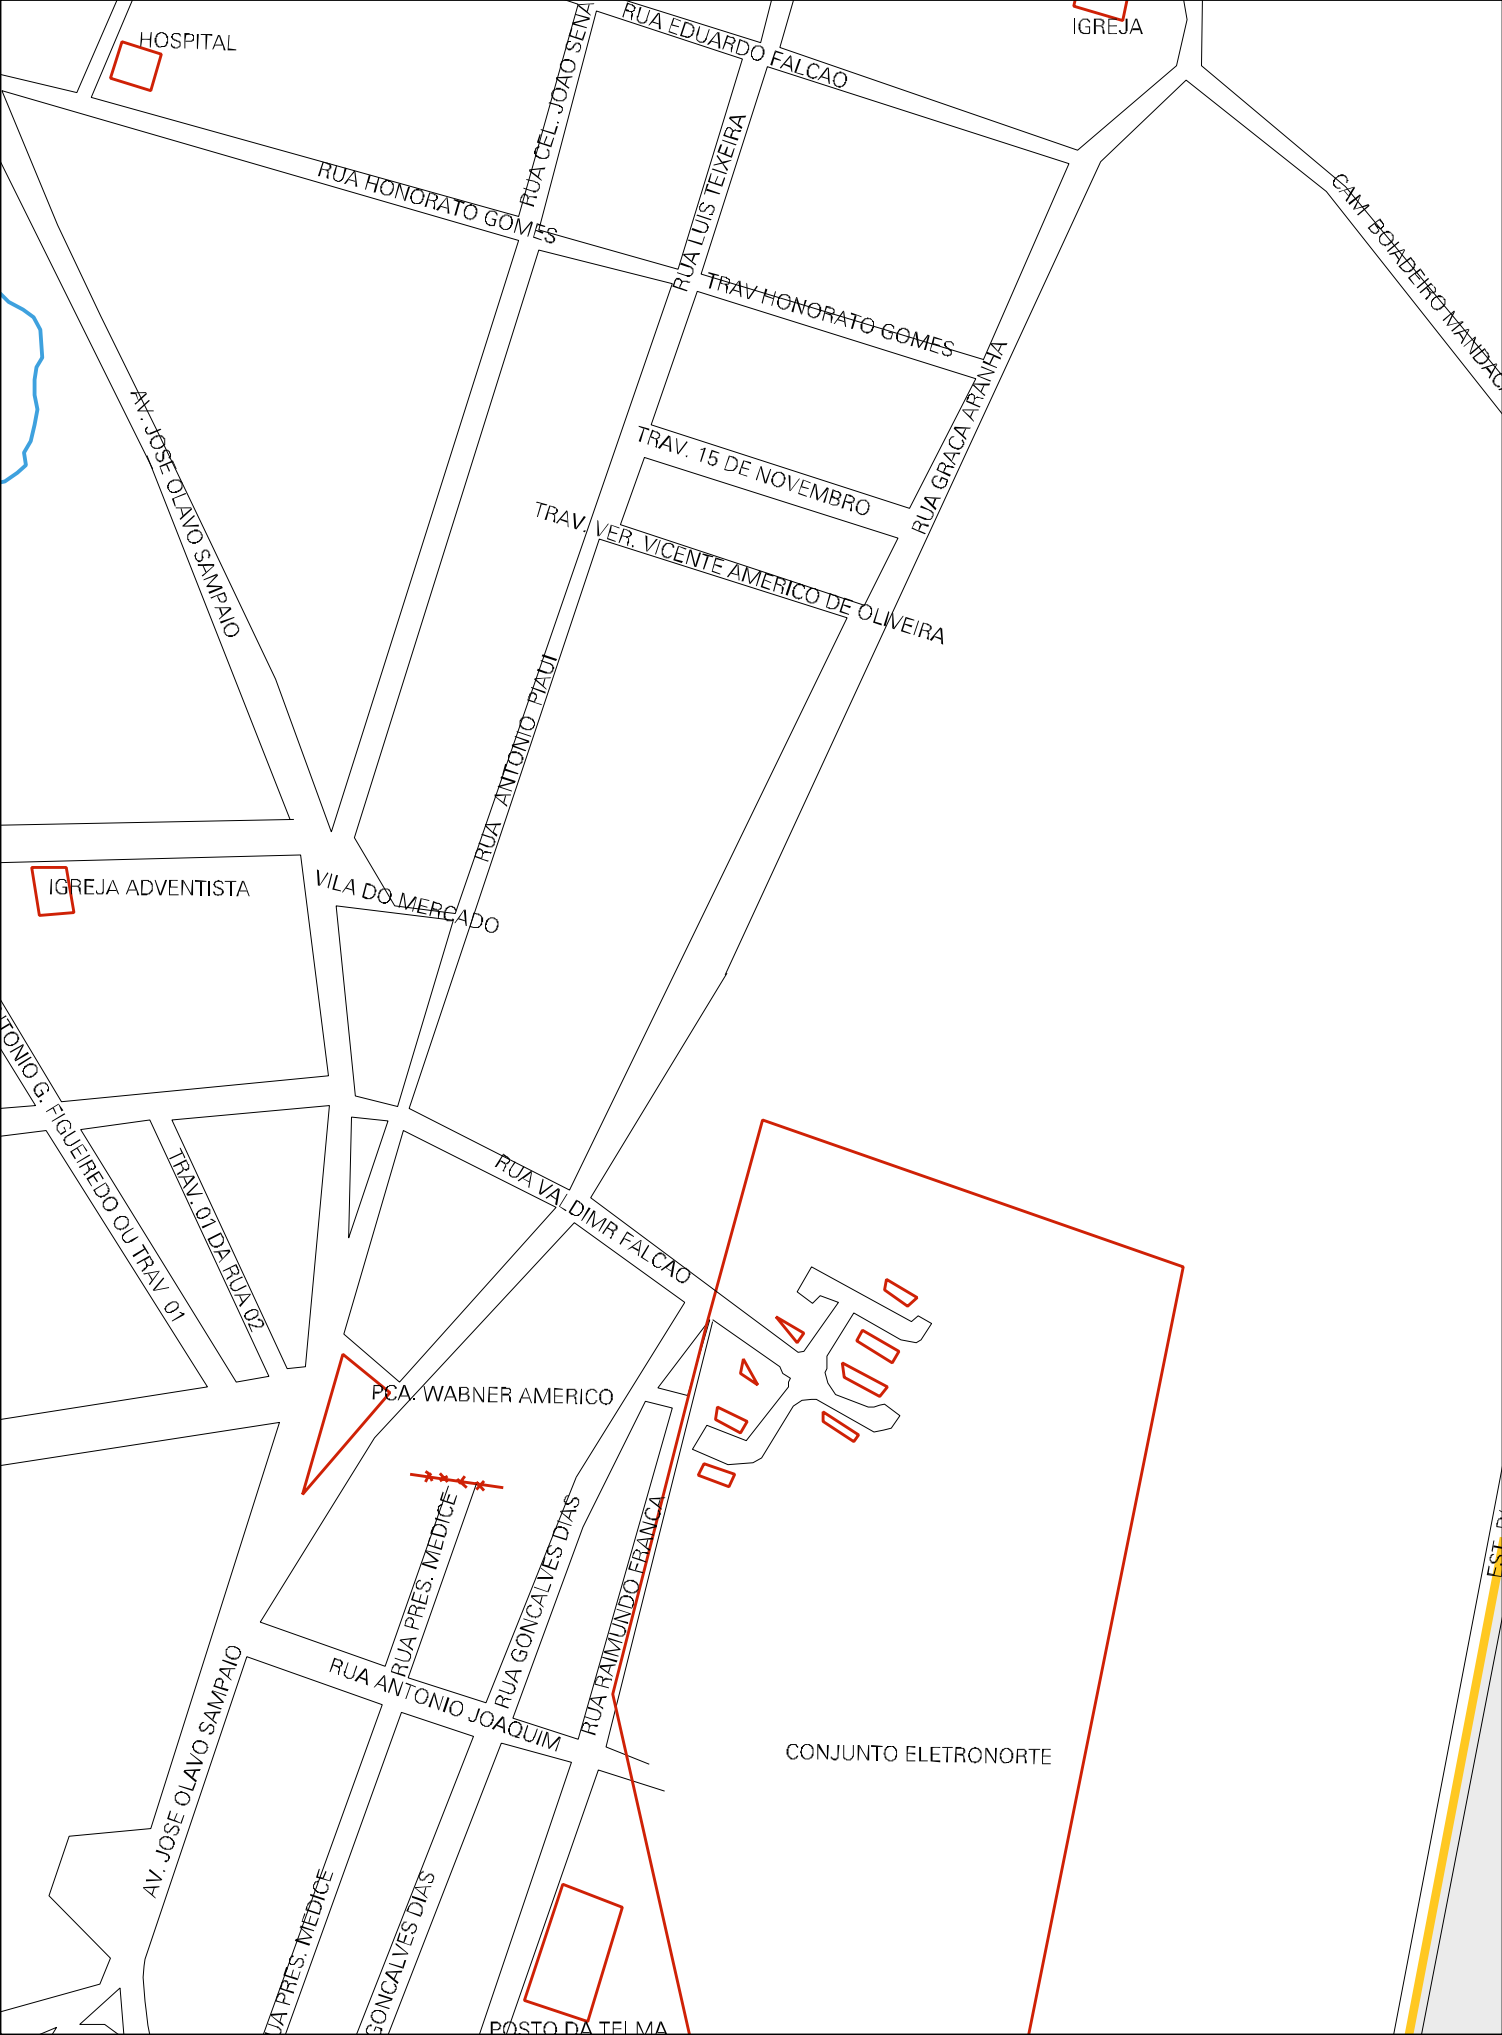 RUA EDUARDO FALCAO
IGREJA
HOSPITAL
RUA CEL. JOAO SENA
RUA LUIS TEIXEIRA
RUA HONORATO GOMES
CAM BOIADEIRO
TRAV HONORATO GOMES
RUA GRACA ARANHA
AV. JOSE OLAVO SAMPAIO
TRAV. 15 DE NOVEMBRO
TRAV. VER. VICENTE AMERICO DE OLIVEIRA
RUA ANTONIO PIAUI
VILA DO MERCADO
IGREJA ADVENTISTA
G. FIGUEIREDO OU TRAV 01
TRAV. 01 DA RUA 02
RUA VALDIMR FALCAO
PCA. WABNER AMERICO
RUA PRES. MEDICE
RUA GONCALVES DIAS
RUA RAIMUNDO FRANCA
EST.
RUA ANTONIO JOAQUIM
AV. JOSE OLAVO SAMPAIO
CONJUNTO ELETRONORTE
PRES. MEDICE
GONCALVES DIAS
POSTO DA TELMA